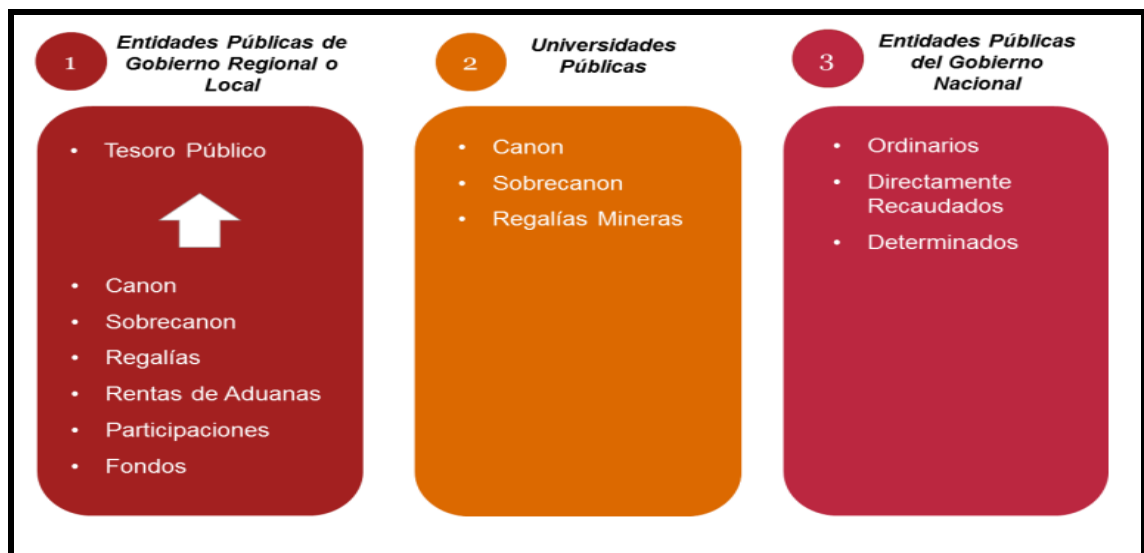 1
Entidades Públicas de
Gobierno Regional o
Local
• Tesoro Público
• Canon
• Sobrecanon
• Regalías
• Rentas de Aduanas
• Participaciones
• Fondos
2
Universidades
Públicas
• Canon
• Sobrecanon
• Regalías Mineras
3
Entidades Públicas
del Gobierno
Nacional
• Ordinarios
• Directamente
Recaudados
• Determinados